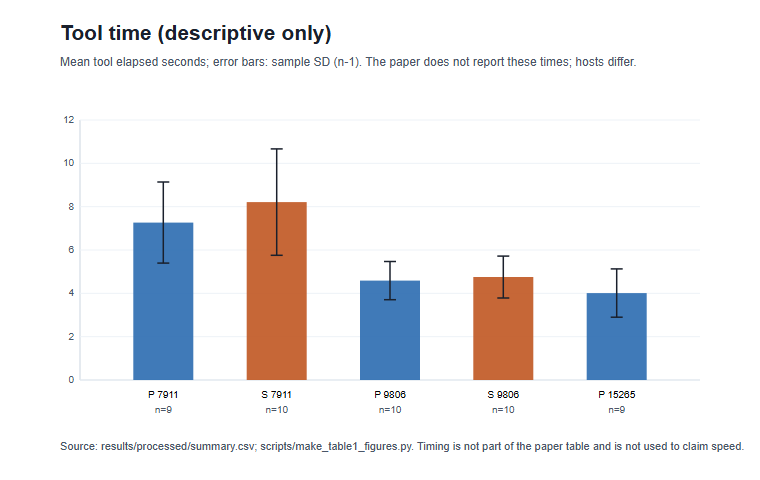 Tool time (descriptive only)
Mean tool elapsed seconds; error bars: sample SD (n-1). The paper does not report these times; hosts differ.
12
10
8
6
4
2
0
P 7911
S 7911
P 9806
S 9806
P 15265
n=9
n=10
n=10
n=10
n=9
Source: results/processed/summary.csv; scripts/make_table1_figures.py. Timing is not part of the paper table and is not used to claim speed.